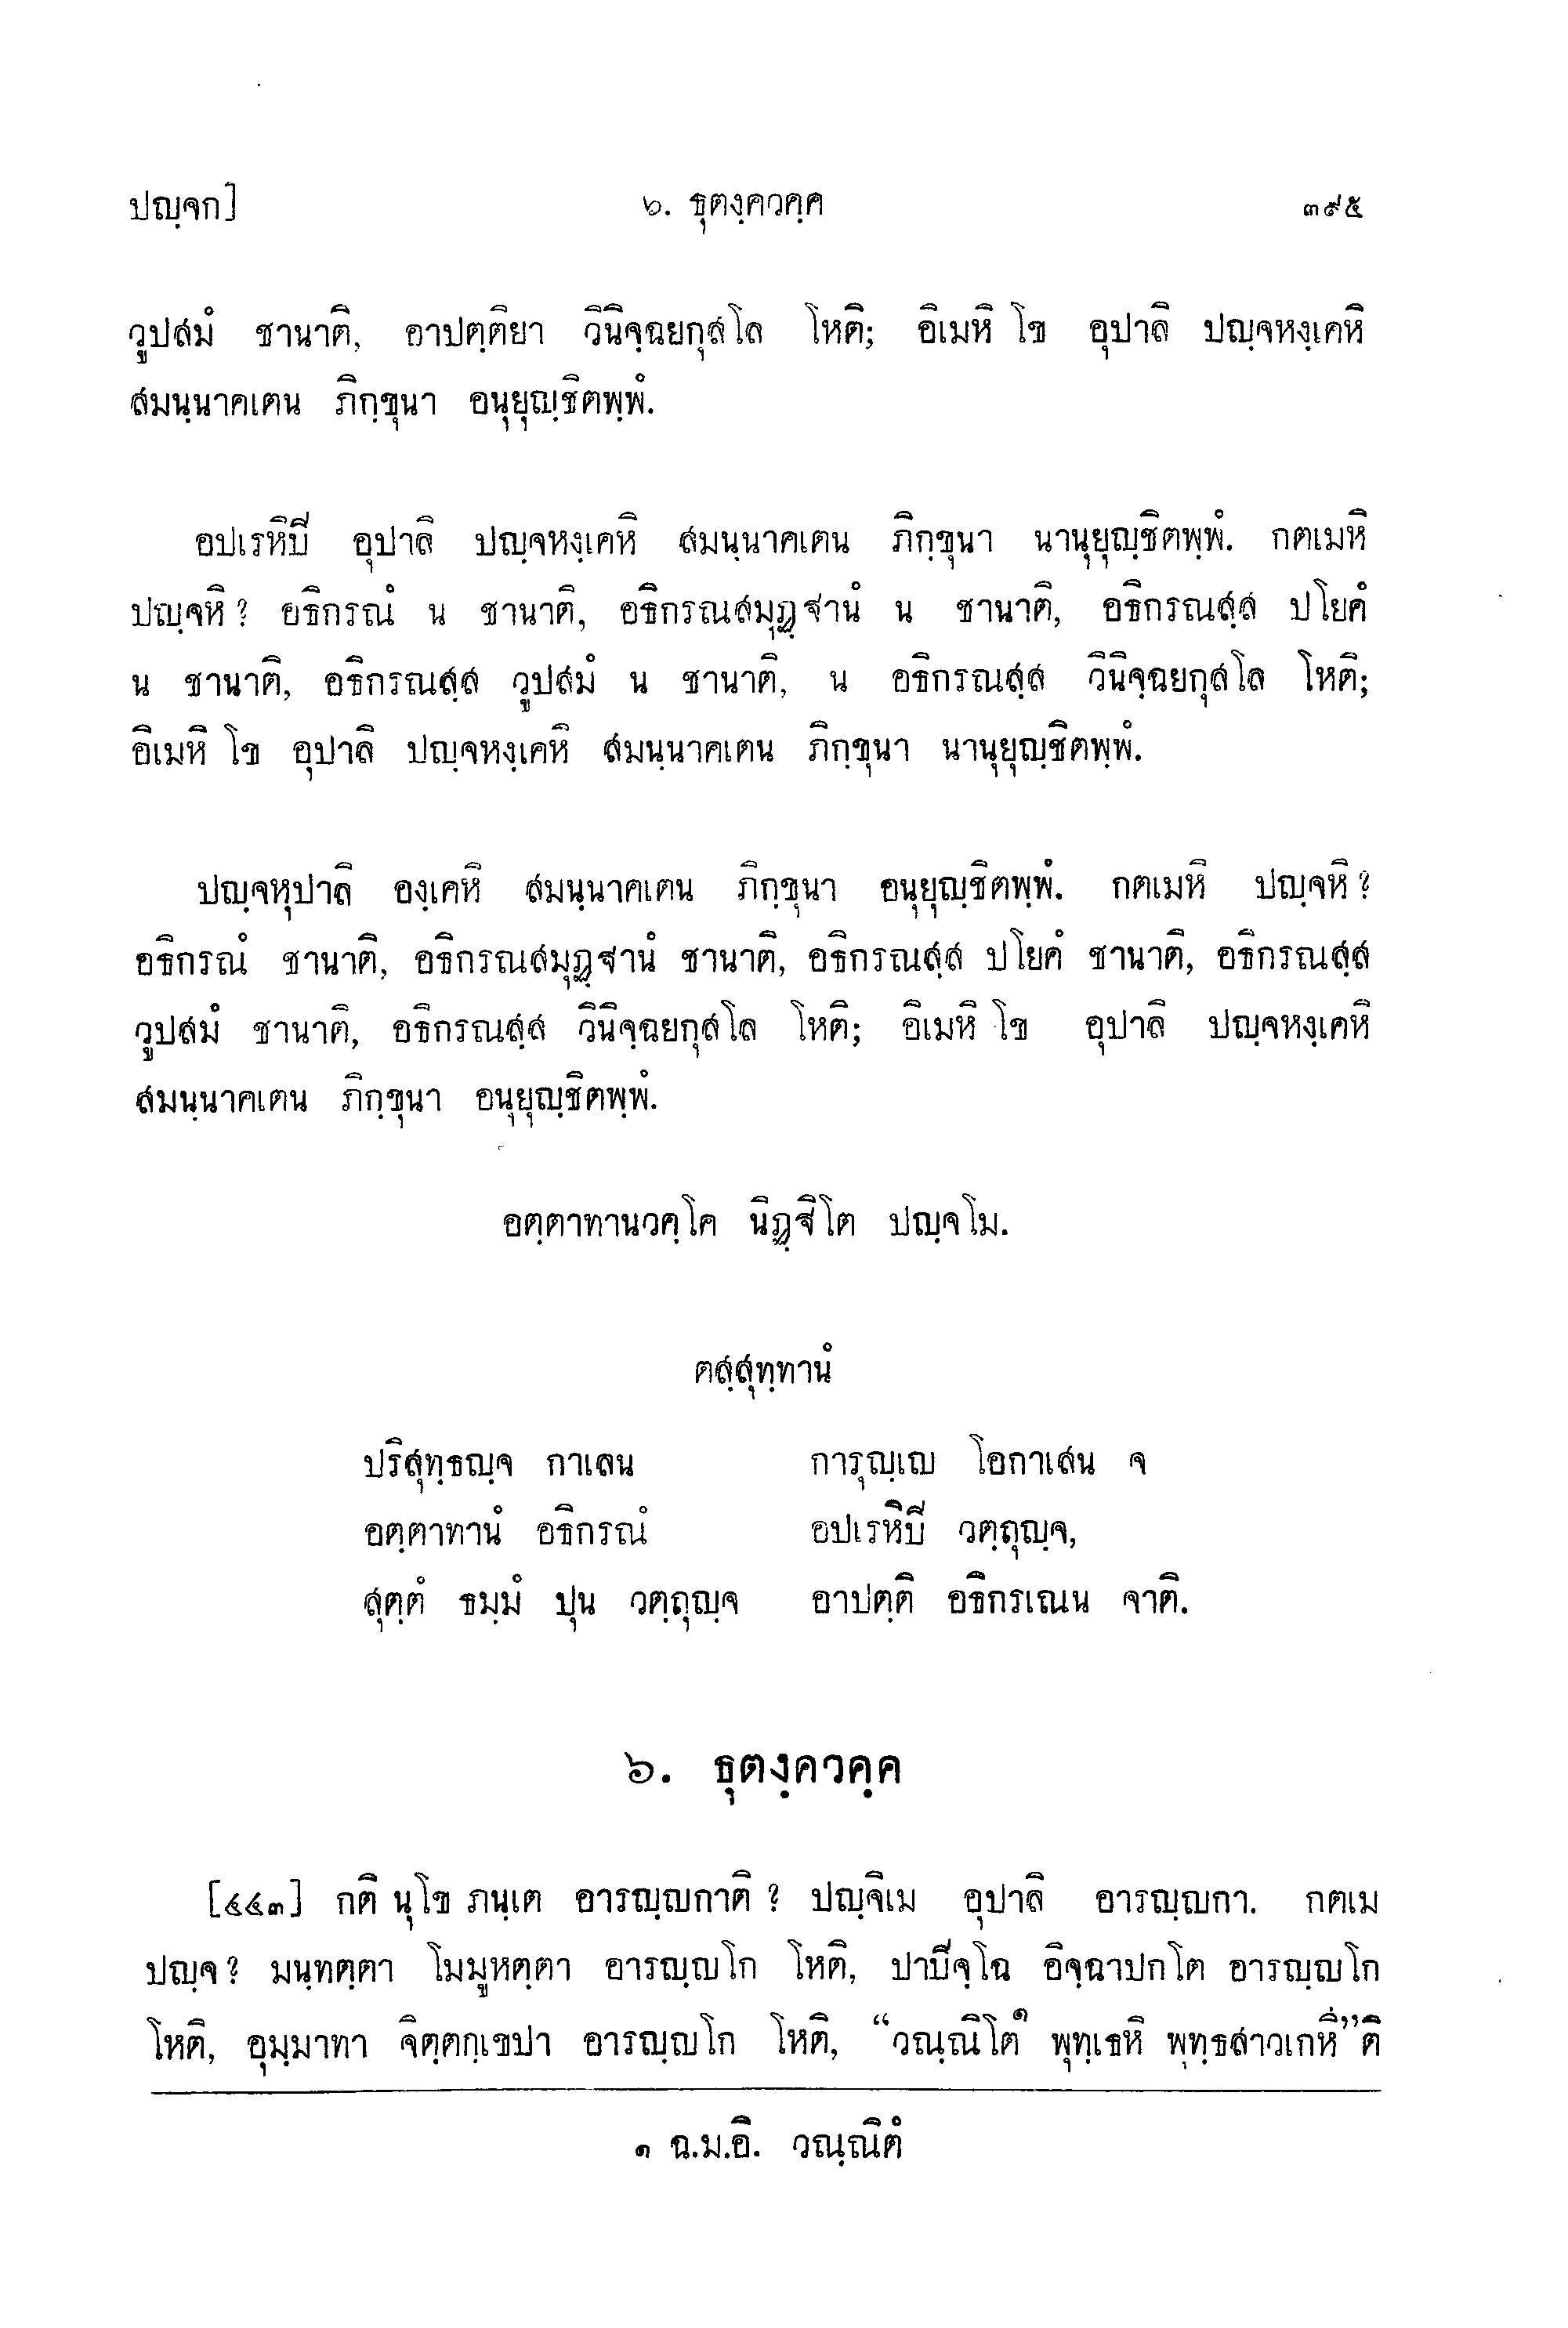 ปญฺจก] ๖. ธุตงฺควคฺค ๓๙๕
วูปสมํ ชานาติ, อาปตฺติยา วินิจฺฉยกุสโล โหติ; อิเมหิ โข อุปาลิ ปญฺจหงฺเคหิ
สมนฺนาคเตน ภิกฺขุนา อนุยุญฺชิตพฺพํ.
อปเรหิปิ อุปาลิ ปญฺจหงฺเคหิ สมนฺนาคเตน ภิกฺขุนา นานุยุญฺชิตพฺพํ. กตเมหิ
ปญฺจหิ? อธิกรณํ น ชานาติ, อธิกรณสมุฏฺฐานํ น ชานาติ, อธิกรณสฺส ปโยคํ
น ชานาติ, อธิกรณสฺส วูปสมํ น ชานาติ, น อธิกรณสฺส วินิจฺฉยกุสโล โหติ;
อิเมหิ โข อุปาลิ ปญฺจหงฺเคหิ สมนฺนาคเตน ภิกฺขุนา นานุยุญฺชิตพฺพํ.
ปญฺจหุปาลิ องฺเคหิ สมนฺนาคเตน ภิกฺขุนา อนุยุญฺชิตพฺพํ. กตเมหิ ปญฺจหิ?
อธิกรณํ ชานาติ, อธิกรณสมุฏฺฐานํ ชานาติ, อธิกรณสฺส ปโยคํ ชานาติ, อธิกรณสฺส
วูปสมํ ชานาติ, อธิกรณสฺส วินิจฺฉยกุสโล โหติ; อิเมหิ โข อุปาลิ ปญฺจหงฺเคหิ
สมนฺนาคเตน ภิกฺขุนา อนุยุญฺชิตพฺพํ.
อตฺตาทานวคฺโค นิฏฺฐิโต ปญฺจโม.
ตสฺสุทฺทานํ
ปริสุทฺธญฺจ กาเลน การุญฺเญ โอกาเสน จ
อตฺตาทานํ อธิกรณํ อปเรหิปิ วตฺถุญฺจ,
สุตฺตํ ธมฺมํ ปุน วตฺถุญฺจ อาปตฺติ อธิกรเณน จาติ.
๖. ธุตงฺควคฺค
[๔๔๓] กติ นุโข ภนฺเต อารญฺญกาติ? ปญฺจิเม อุปาลิ อารญฺญกา. กตเม
ปญฺจ? มนฺทตฺตา โมมูหตฺตา อารญฺญโก โหติ, ปาปิจฺโฉ อิจฺฉาปกโต อารญฺญโก
โหติ, อุมฺมาทา จิตฺตกฺเขปา อารญฺญโก โหติ, “วณฺณิโต๑ พุทฺเธหิ พุทฺธสาวเกหิ”ติ
๑ ฉ.ม.อิ. วณฺณิตํ